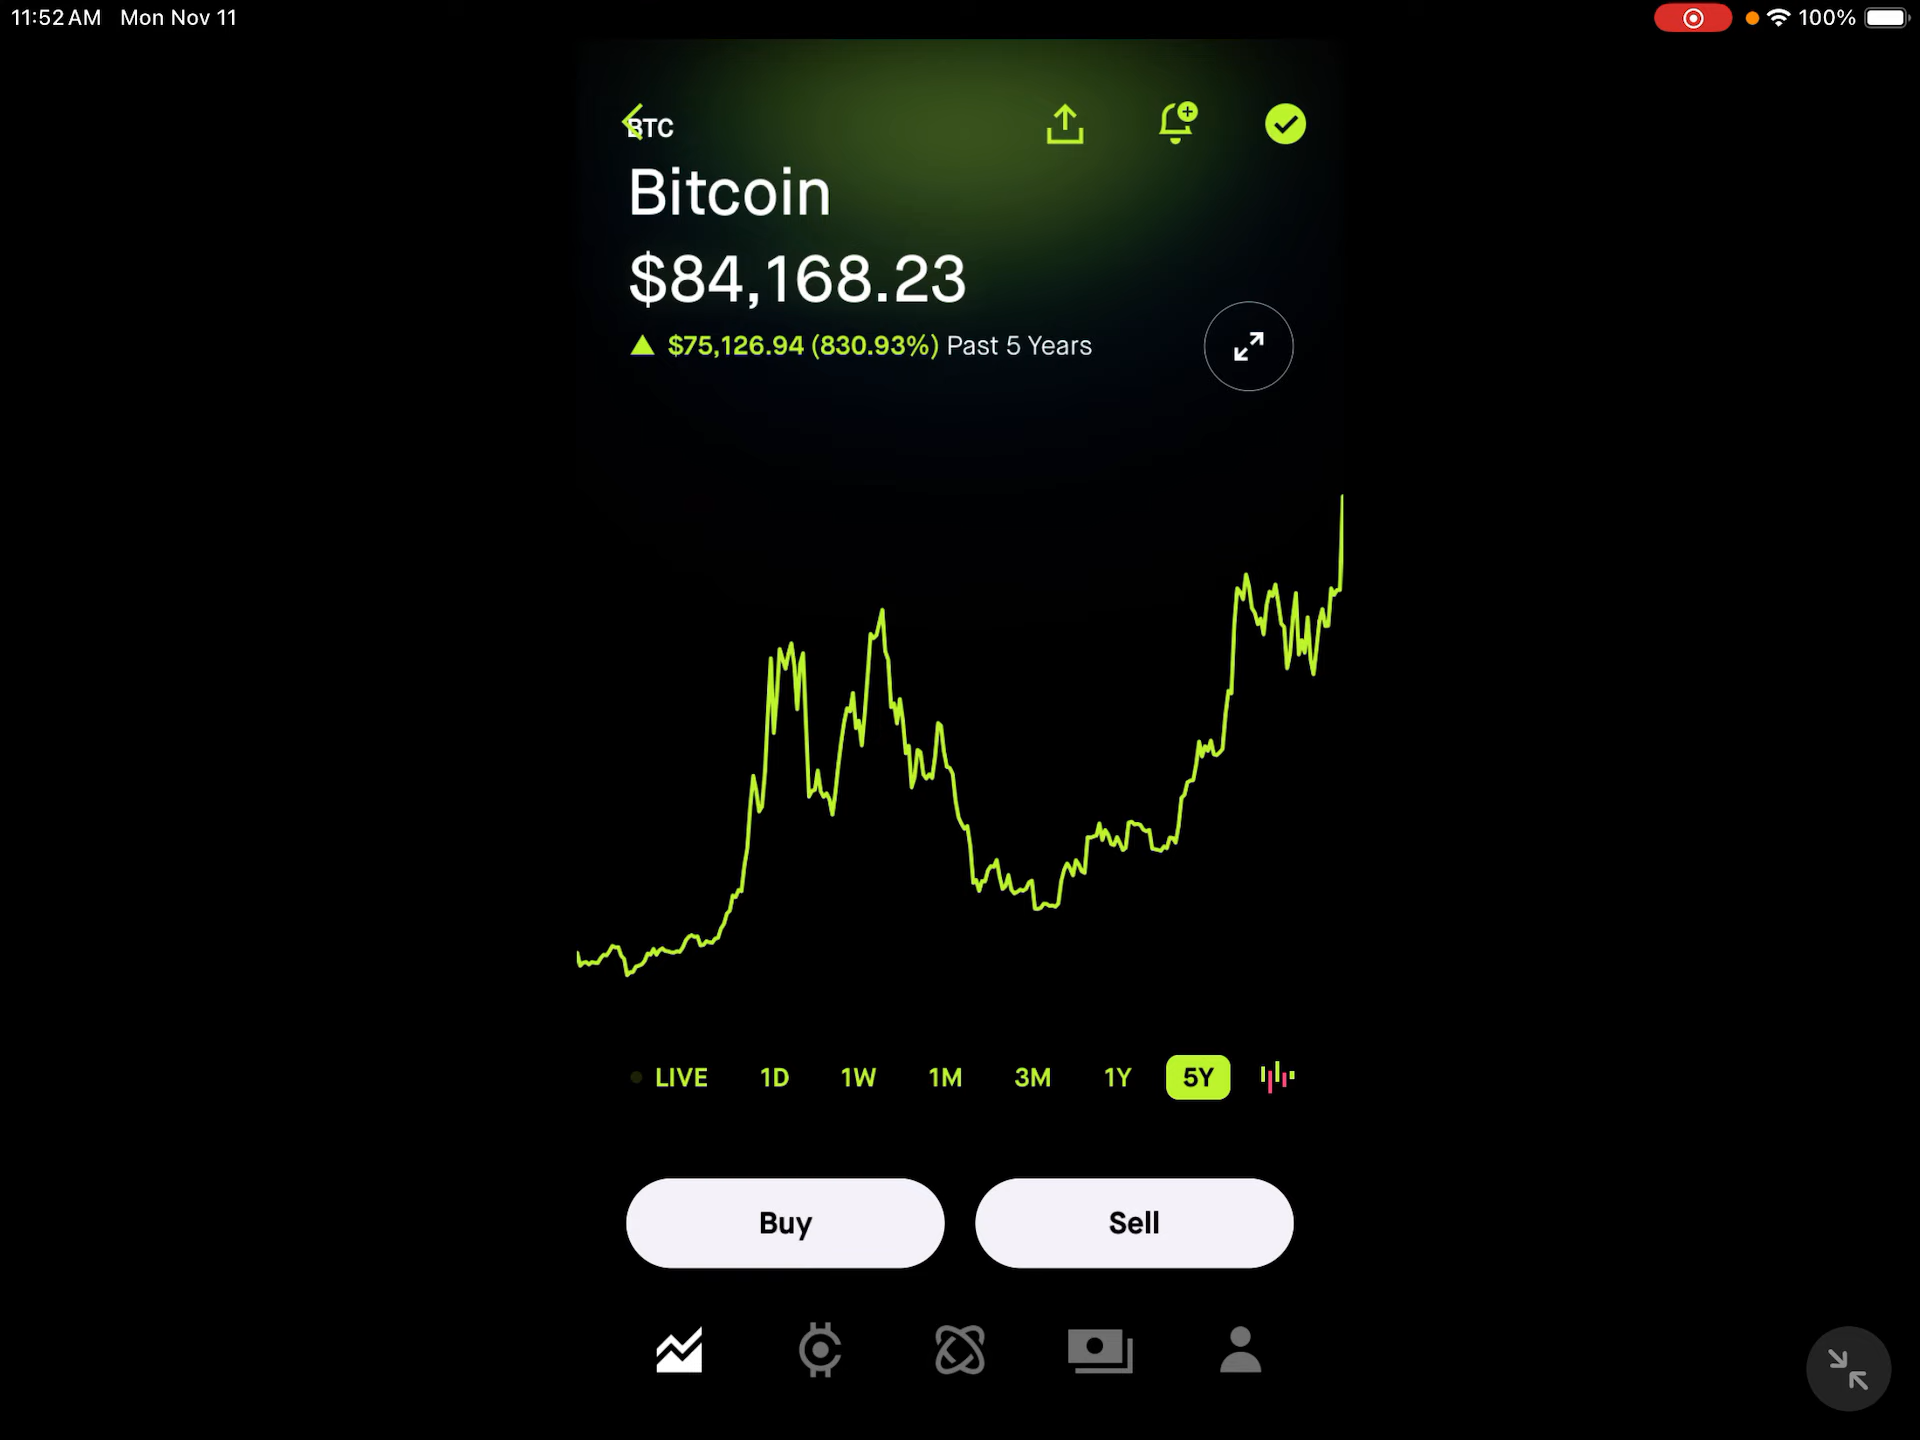 11:52 AM Mon Nov 11
100%
BTC
Bitcoin
$84,168.23
▲ $75,126.94 (830.93%) Past 5 Years
LIVE 1D 1W 1M 3M 1Y 5Y
Buy Sell